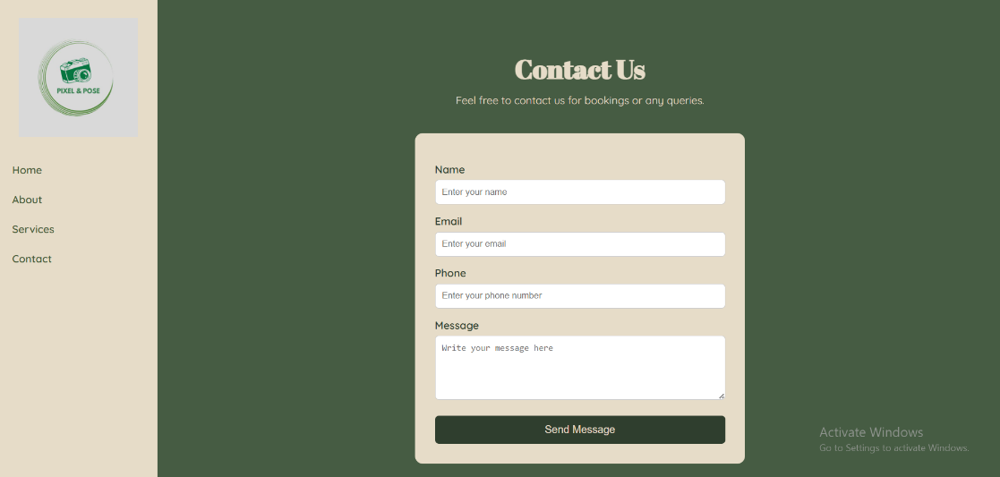 PIXEL & POSE
Home
About
Services
Contact
Contact Us
Feel free to contact us for bookings or any queries.
Name
Enter your name
Email
Enter your email
Phone
Enter your phone number
Message
Write your message here
Send Message
Activate Windows
Go to Settings to activate Windows.